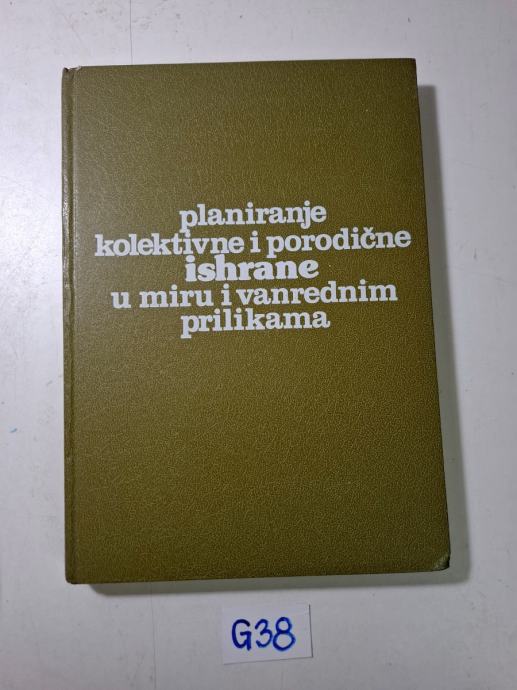 planiranje
kolektivne i porodične
ishrane
u miru i vanrednim
prilikama
G38